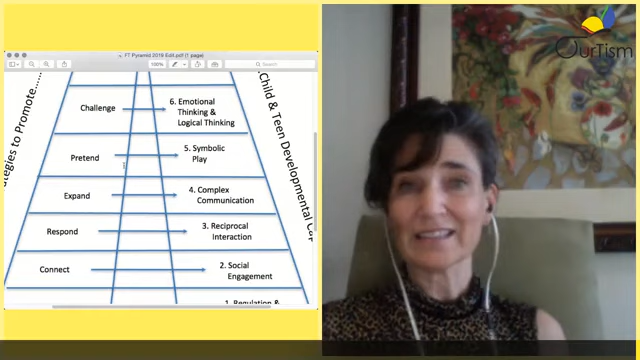 FT Pyramid 2019 Edit.pdf (1 page)
100%
Search
OurTism
Challenge
6. Emotional
Thinking &
Logical Thinking
Pretend
5. Symbolic
Play
Expand
4. Complex
Communication
Respond
3. Reciprocal
Interaction
Connect
2. Social
Engagement
1. Regulation &
to Promote....
Child & Teen Developmental